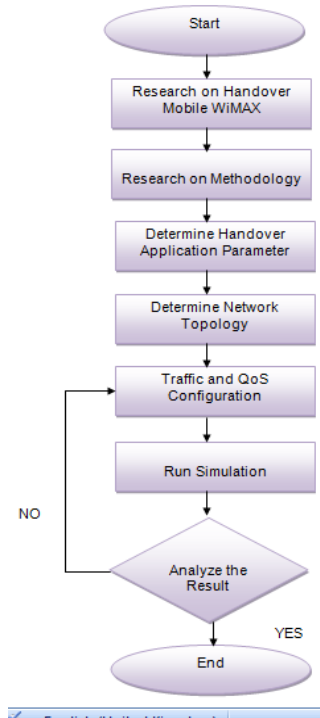 Start
Research on Handover
Mobile WiMAX
Research on Methodology
Determine Handover
Application Parameter
Determine Network
Topology
Traffic and QoS
Configuration
Run Simulation
NO
Analyze the
Result
YES
End